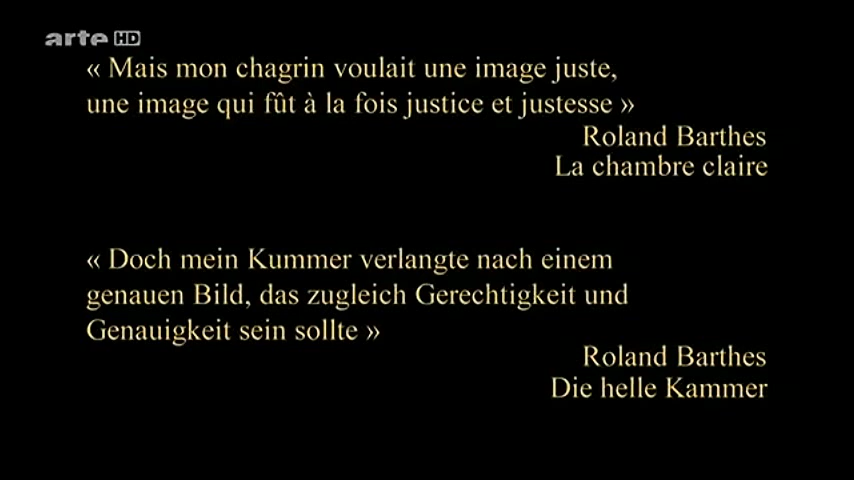 arte HD
« Mais mon chagrin voulait une image juste,
une image qui fût à la fois justice et justesse »
Roland Barthes
La chambre claire
« Doch mein Kummer verlangte nach einem
genauen Bild, das zugleich Gerechtigkeit und
Genauigkeit sein sollte »
Roland Barthes
Die helle Kammer